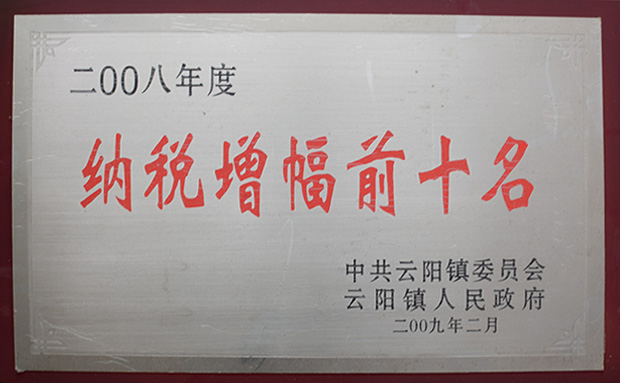 二00八年度
纳税增幅前十名
中共云阳镇委员会
云阳镇人民政府
二00九年二月